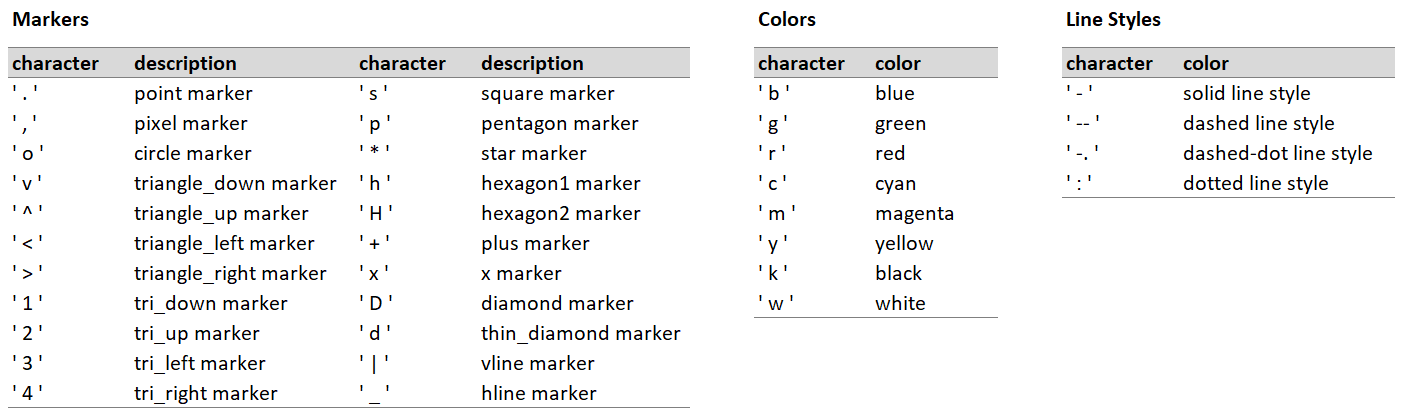 Markers
character description character description
' . ' point marker ' s ' square marker
' , ' pixel marker ' p ' pentagon marker
' o ' circle marker ' * ' star marker
' v ' triangle_down marker ' h ' hexagon1 marker
' ^ ' triangle_up marker ' H ' hexagon2 marker
' < ' triangle_left marker ' + ' plus marker
' > ' triangle_right marker ' x ' x marker
' 1 ' tri_down marker ' D ' diamond marker
' 2 ' tri_up marker ' d ' thin_diamond marker
' 3 ' tri_left marker ' | ' vline marker
' 4 ' tri_right marker ' _ ' hline marker
Colors
character color
' b ' blue
' g ' green
' r ' red
' c ' cyan
' m ' magenta
' y ' yellow
' k ' black
' w ' white
Line Styles
character color
' - ' solid line style
' -- ' dashed line style
' -. ' dashed-dot line style
' : ' dotted line style